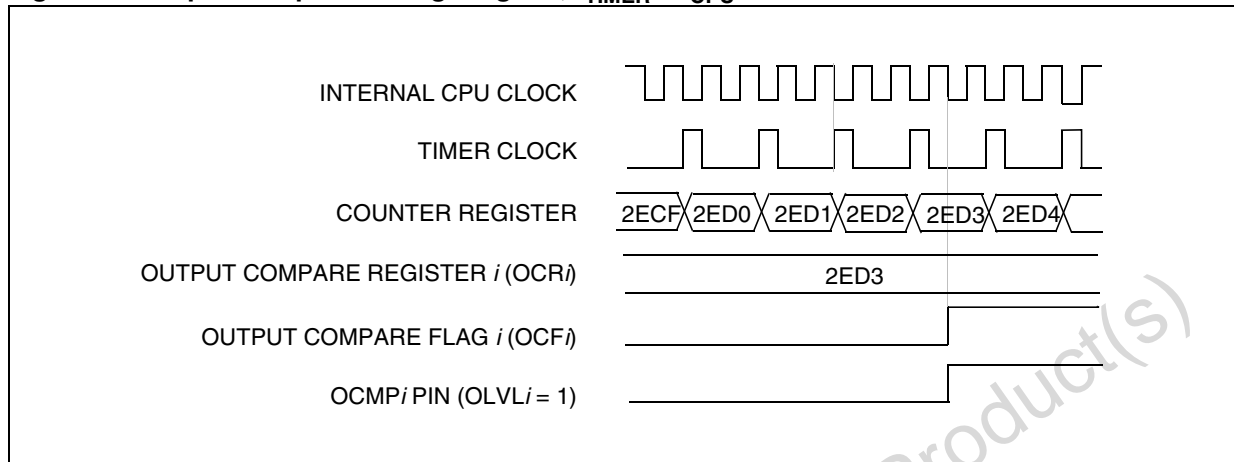 INTERNAL CPU CLOCK
TIMER CLOCK
COUNTER REGISTER 2ECF 2ED0 2ED1 2ED2 2ED3 2ED4
OUTPUT COMPARE REGISTER i (OCRi) 2ED3
OUTPUT COMPARE FLAG i (OCFi)
OCMPi PIN (OLVLi = 1)
Product(s)